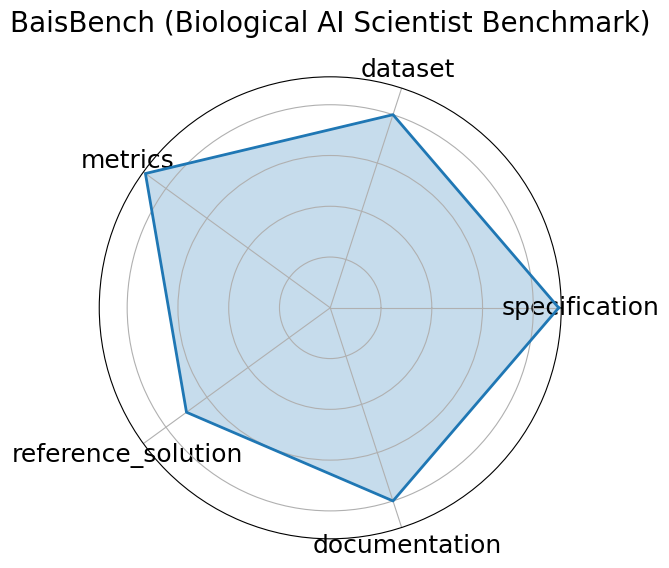 BaisBench (Biological AI Scientist Benchmark)
dataset
metrics
specification
reference_solution
documentation